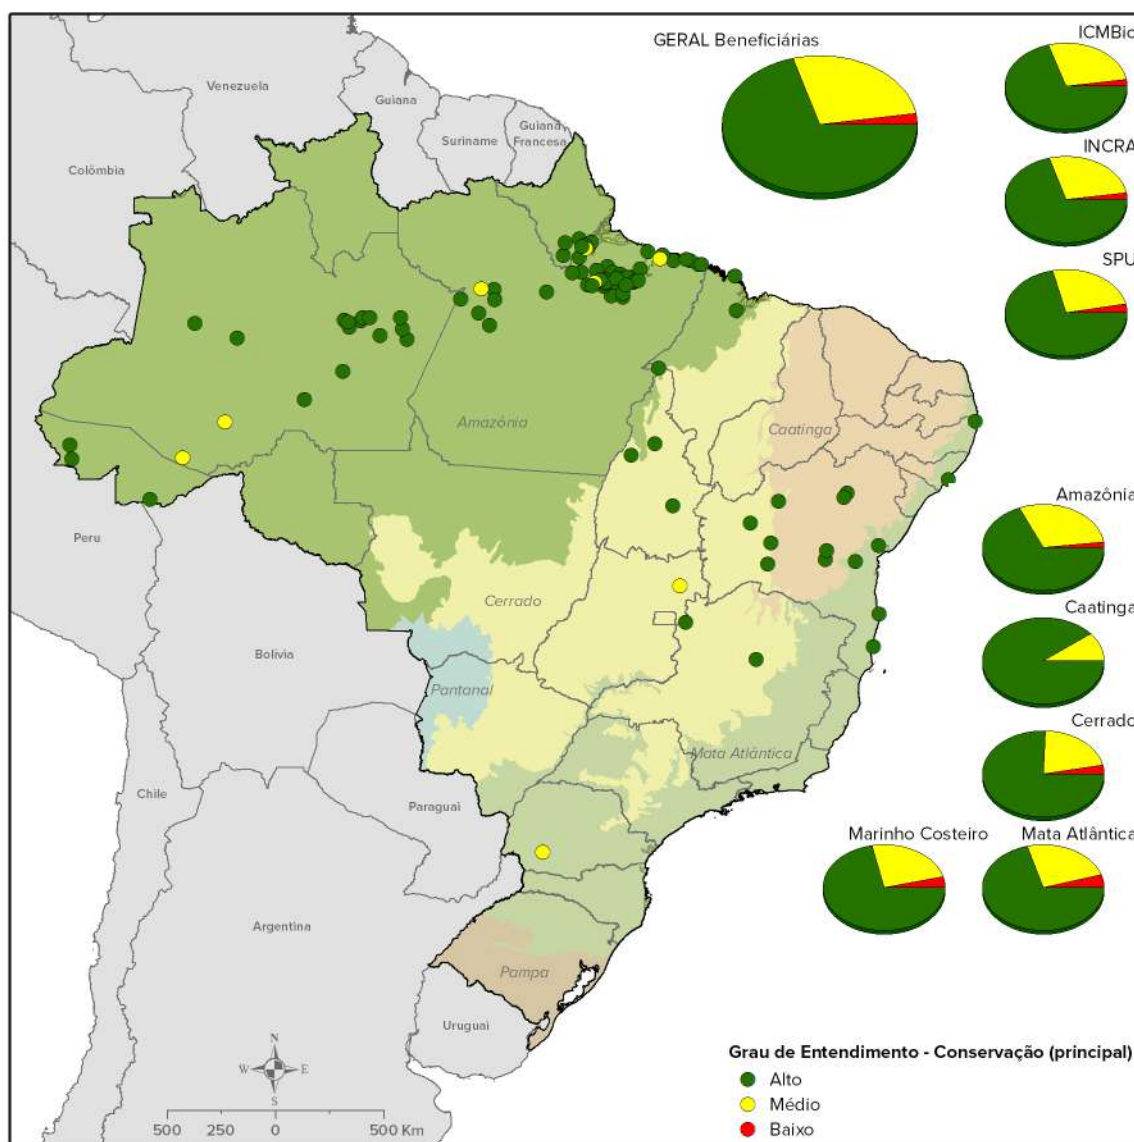 GERAL Beneficiárias
ICMBio
INCRA
SPU
Venezuela
Guiana
Suriname
Guiana
Francesa
Colômbia
Amazônia
Caatinga
Peru
Cerrado
Bolívia
Pantanal
Mata Atlântica
Chile
Paraguai
Argentina
Pampa
Uruguai
Amazônia
Caatinga
Cerrado
Marinho Costeiro
Mata Atlântica
N
W
E
S
500
250
0
500 Km
Grau de Entendimento - Conservação (principal)
Alto
Médio
Baixo